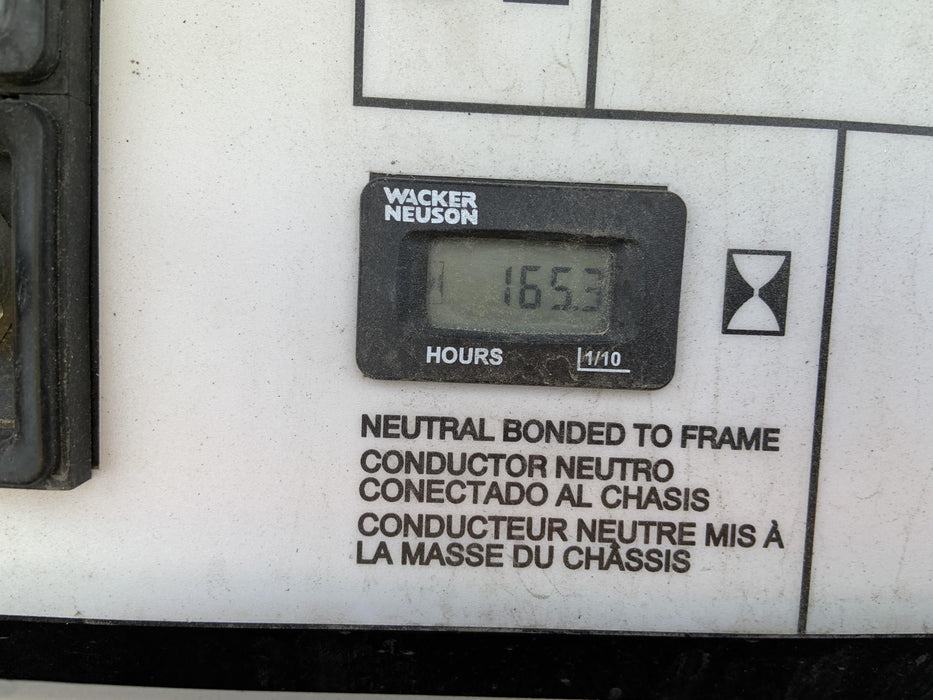 WACKER
NEUSON
165.3
HOURS 1/10
NEUTRAL BONDED TO FRAME
CONDUCTOR NEUTRO
CONECTADO AL CHASIS
CONDUCTEUR NEUTRE MIS À
LA MASSE DU CHÂSSIS